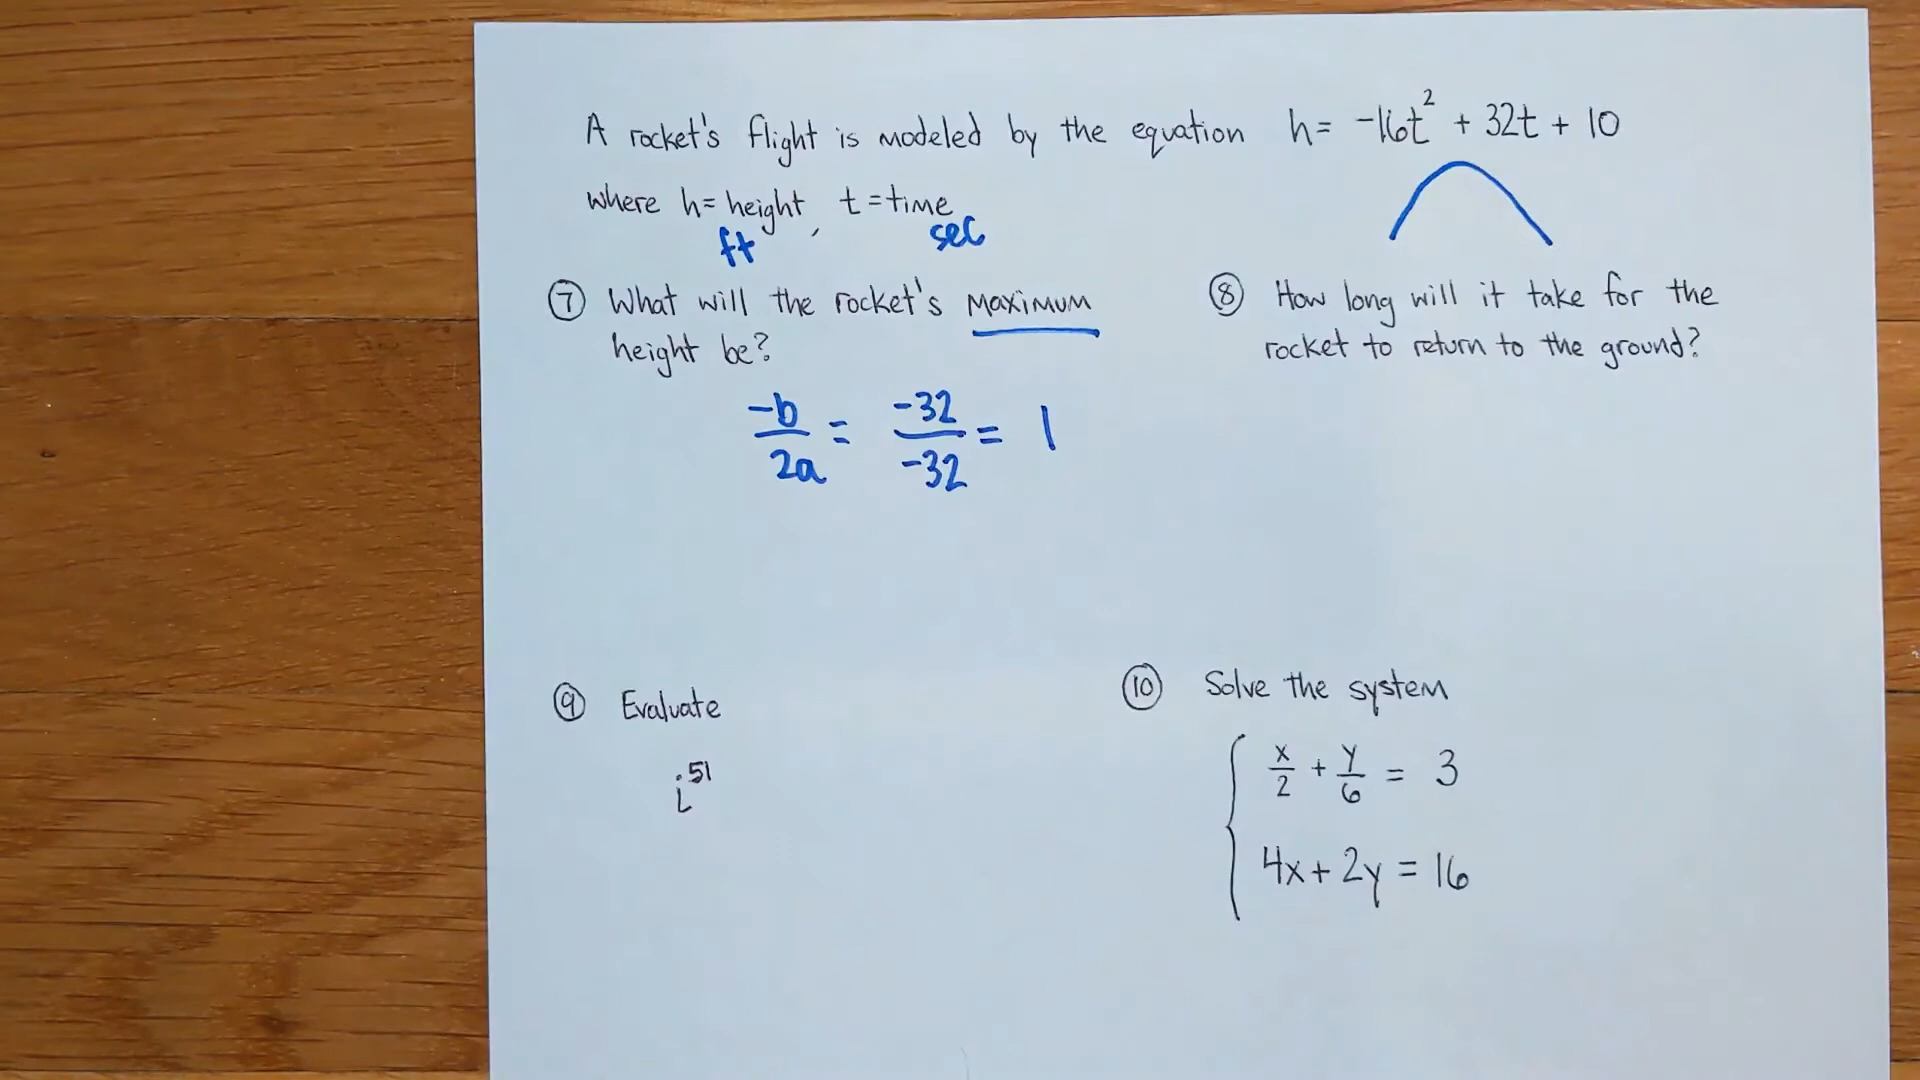 A rocket's flight is modeled by the equation h = -16t² + 32t + 10
where h = height, t = time
ft sec
⑦ What will the rocket's maximum
height be?
-b/2a = -32/-32 = 1
⑧ How long will it take for the
rocket to return to the ground?
⑨ Evaluate
i⁵¹
⑩ Solve the system
x/2 + y/6 = 3
4x + 2y = 16